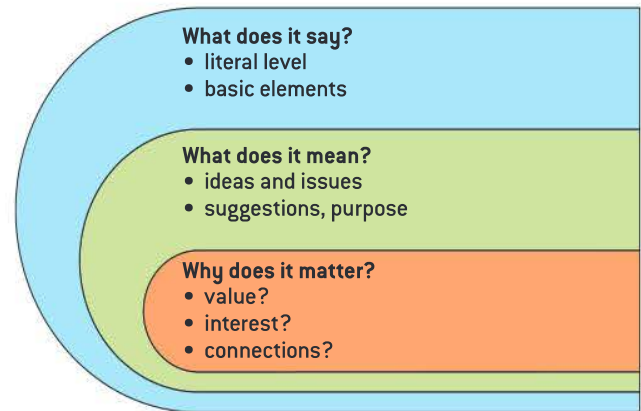 What does it say?
• literal level
• basic elements
What does it mean?
• ideas and issues
• suggestions, purpose
Why does it matter?
• value?
• interest?
• connections?